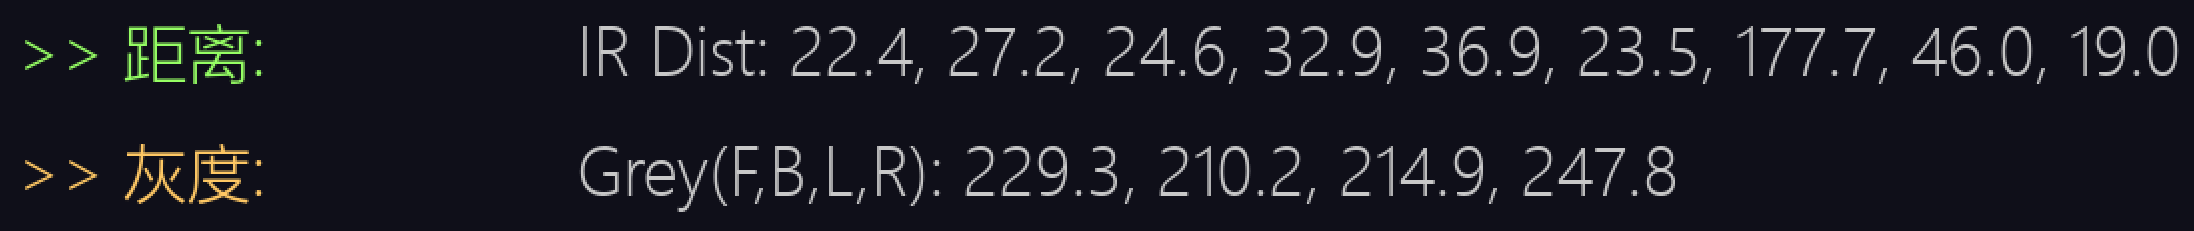 >> 距离: IR Dist: 22.4, 27.2, 24.6, 32.9, 36.9, 23.5, 177.7, 46.0, 19.0
>> 灰度: Grey(F,B,L,R): 229.3, 210.2, 214.9, 247.8